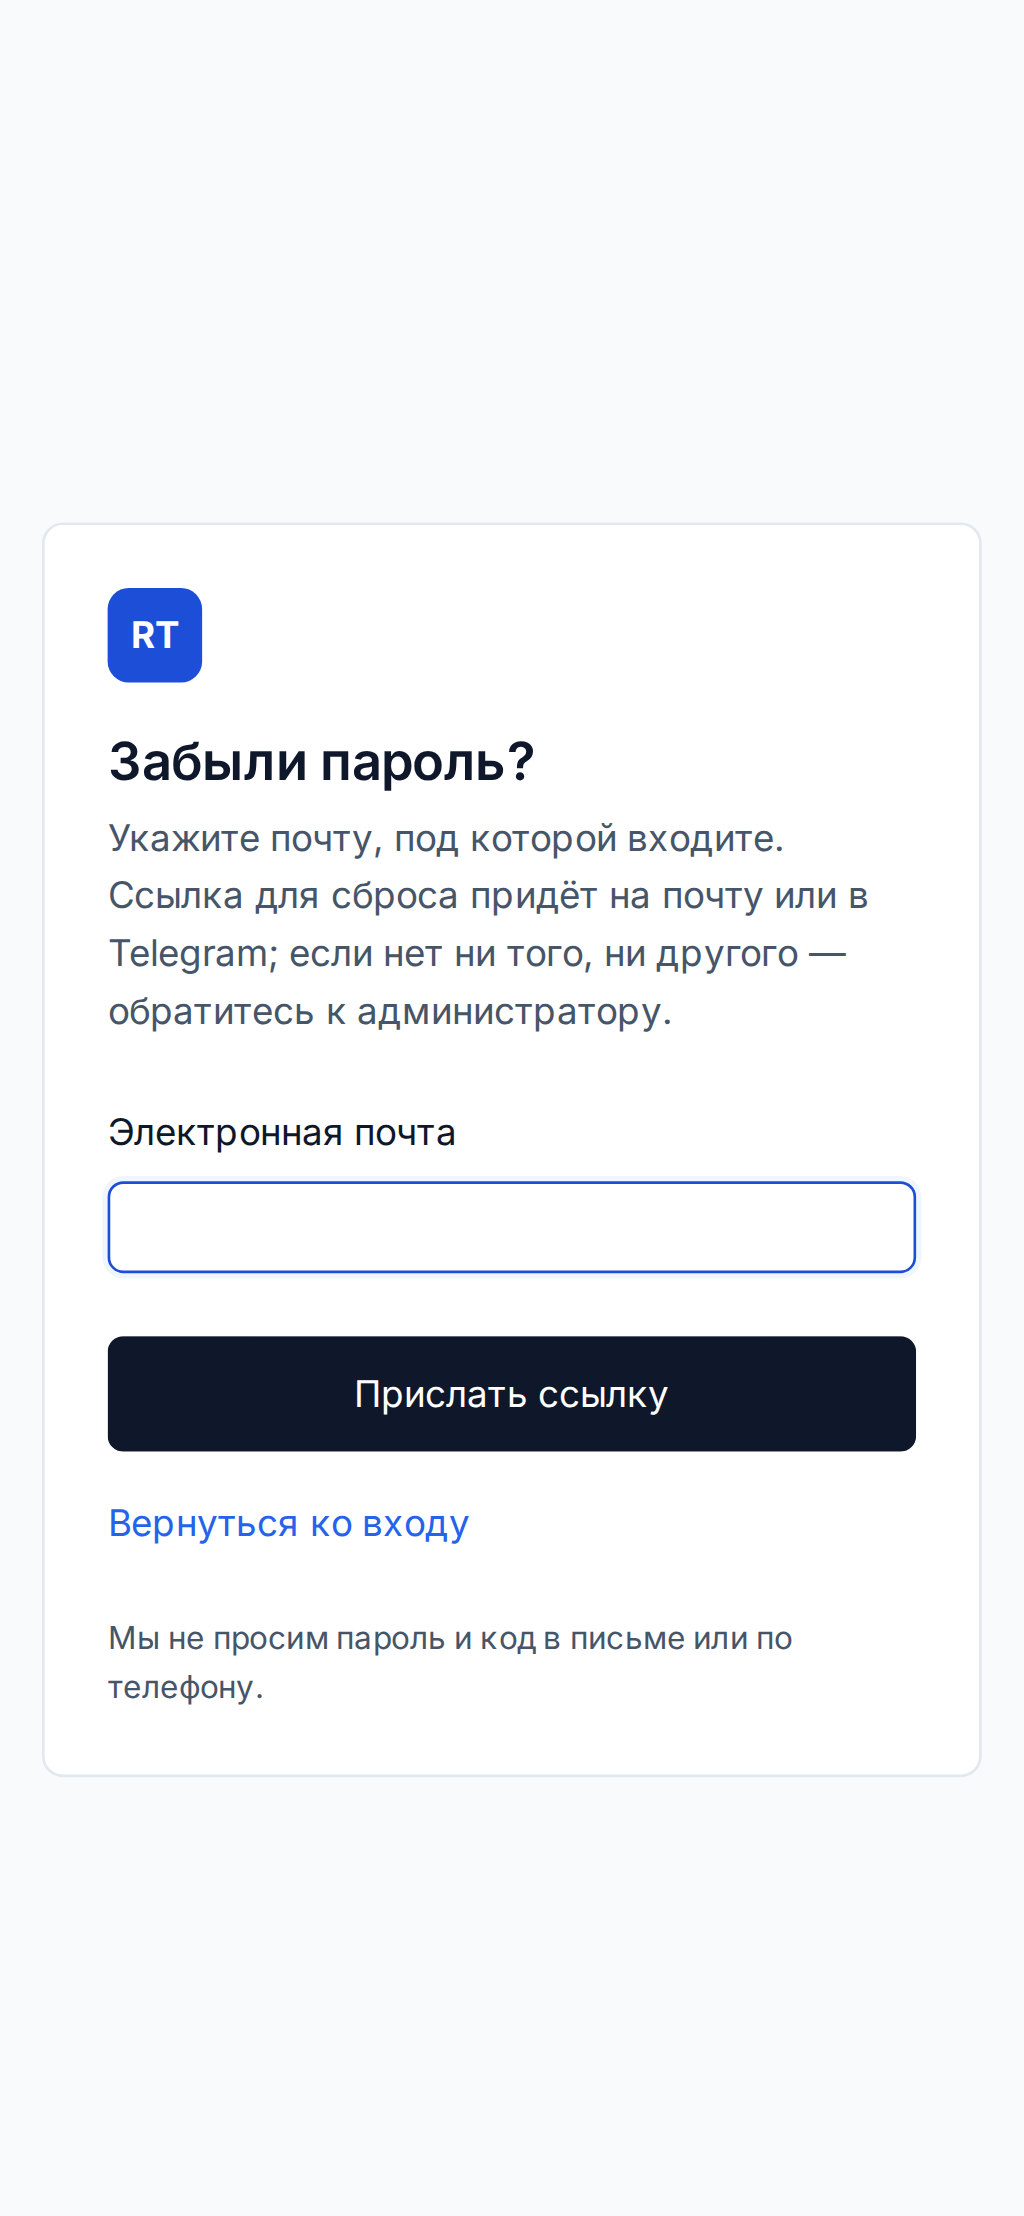 RT
Забыли пароль?
Укажите почту, под которой входите.
Ссылка для сброса придёт на почту или в
Telegram; если нет ни того, ни другого —
обратитесь к администратору.
Электронная почта
Прислать ссылку
Вернуться ко входу
Мы не просим пароль и код в письме или по
телефону.